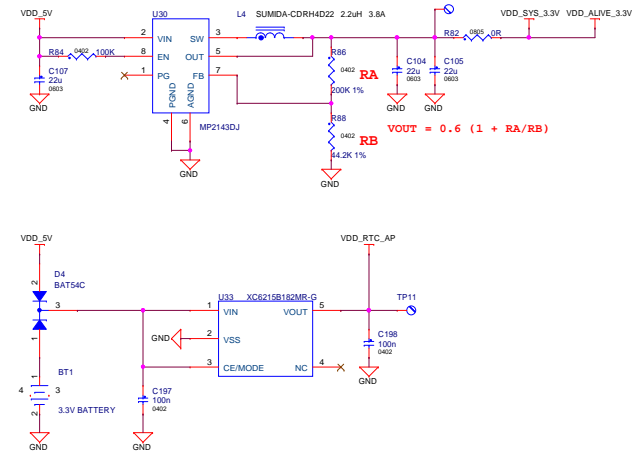 VDD_5V
U30
L4 SUMIDA-CDRH4D22 2.2uH 3.8A
VDD_SYS_3.3V VDD_ALIVE_3.3V
R84 0402 100K
2 VIN SW 3
8 EN OUT 5
1 PG FB 7
PGND AGND
4 6
MP2143DJ
C107
22u
0603
GND
GND
R86
0402 RA
200K 1%
R88
0402 RB
44.2K 1%
GND
C104
22u
0603
GND
C105
22u
0603
GND
R82 0805 0R
VOUT = 0.6 (1 + RA/RB)
VDD_5V
2
D4
BAT54C
3
1
BT1
1
4 3
2
3.3V BATTERY
GND
C197
100n
0402
GND
U33 XC6215B182MR-G
1 VIN VOUT 5
GND 2 VSS
3 CE/MODE NC 4
VDD_RTC_AP
TP11
C198
100n
0402
GND